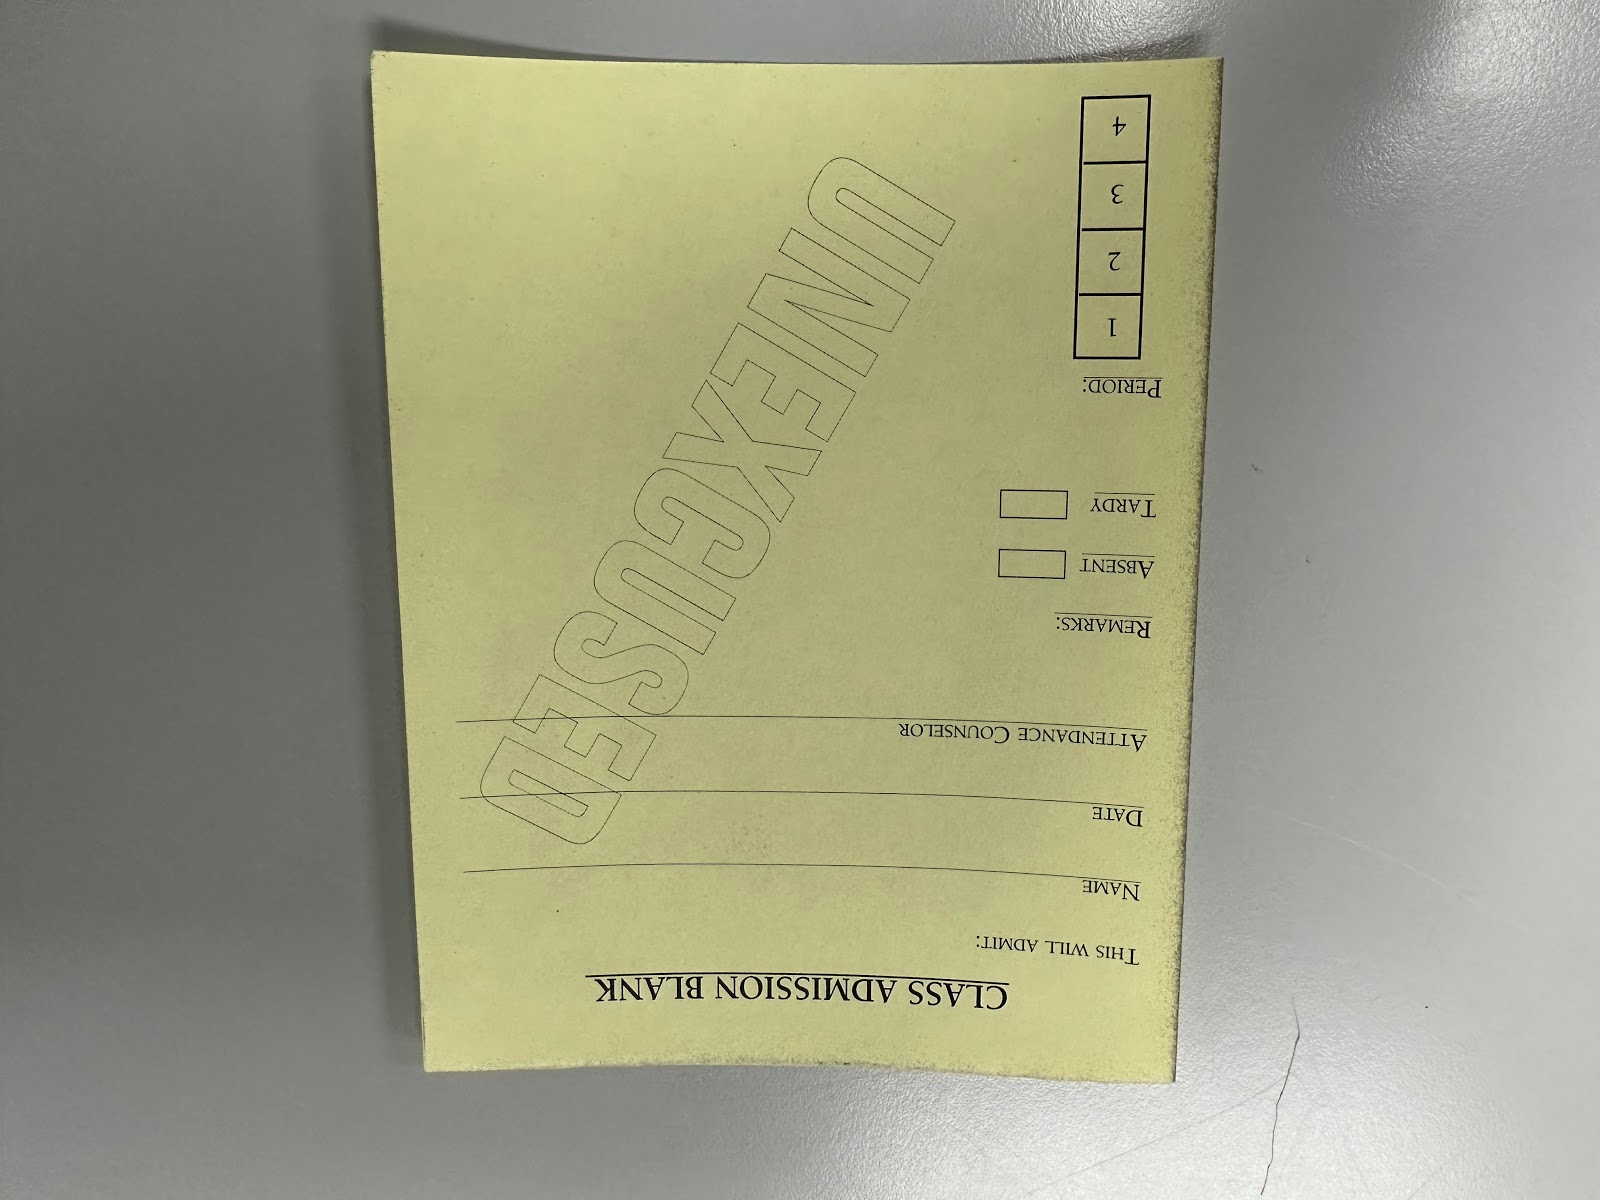 CLASS ADMISSION BLANK
THIS WILL ADMIT:
NAME
DATE
ATTENDANCE COUNSELOR
REMARKS:
ABSENT
TARDY
PERIOD:
1 2 3 4
UNEXCUSED